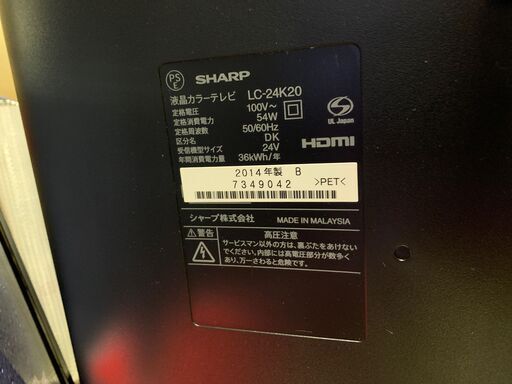 PS
E
SHARP
液晶カラーテレビ LC-24K20
定格電圧 100V~
定格消費電力 54W
定格周波数 50/60Hz
区分名 DK
受信機型サイズ 24V
年間消費電力量 36kWh/年
UL Japan
HDMI
2014年製 B
7349042 >PET<
シャープ株式会社 MADE IN MALAYSIA
警告 高圧注意
サービスマン以外の方は、裏ぶたをあけない
でください。内部には高電圧部分が数多く
あり、万一さわると危険です。